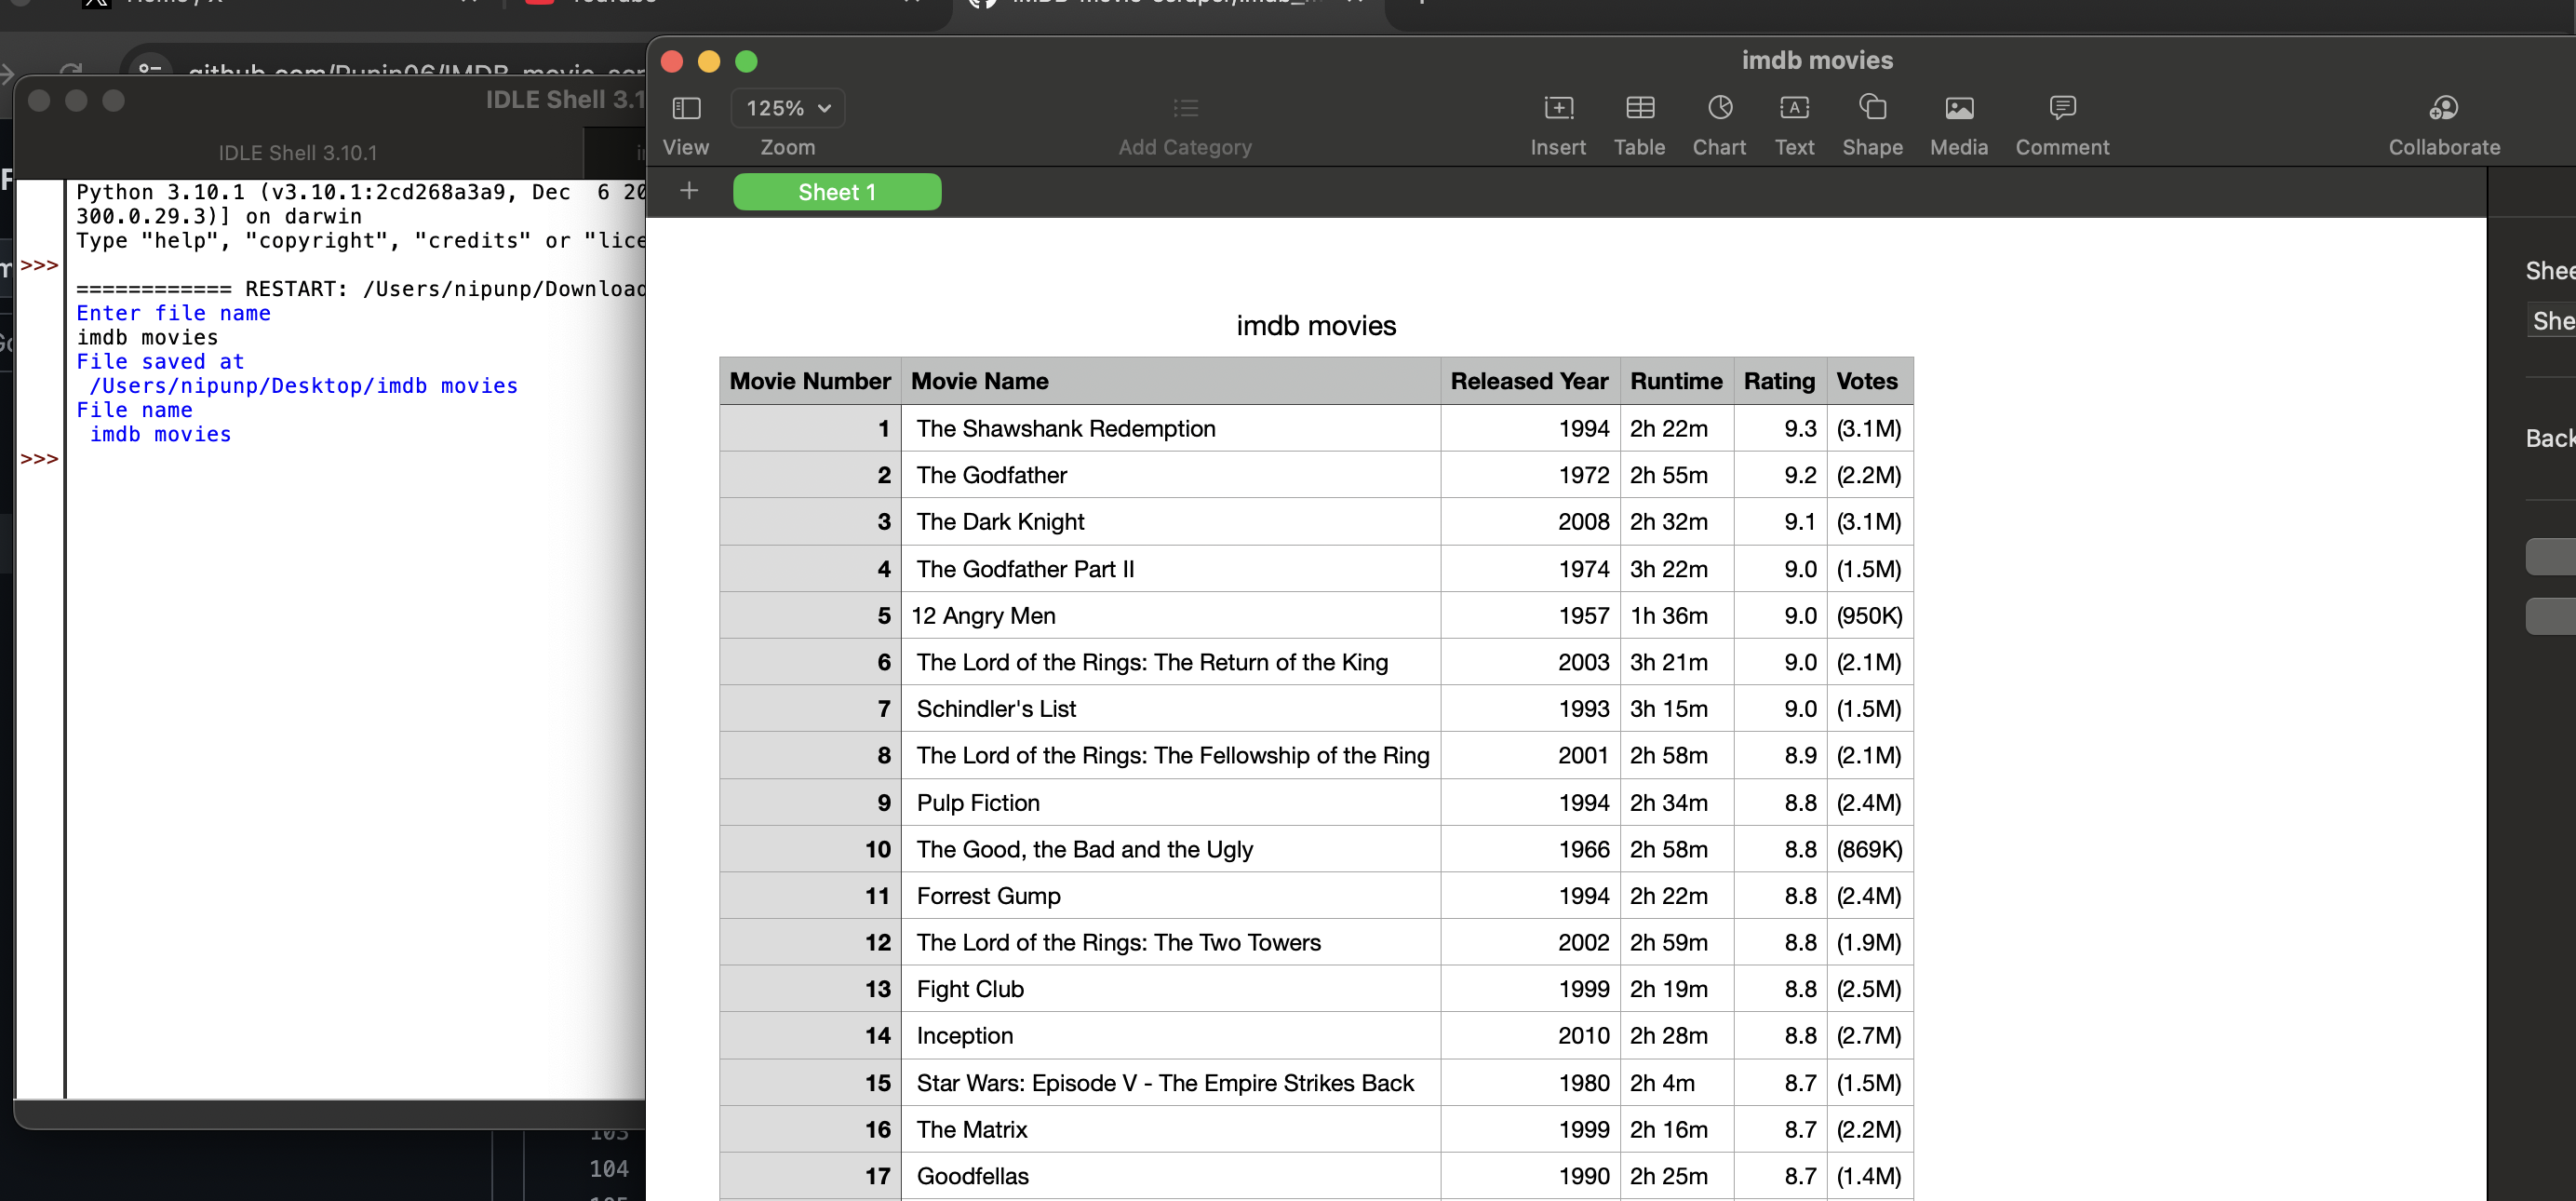 Home / X
YouTube
github.com/Punin06/IMDB_movie_scr
IDLE Shell 3.1
IDLE Shell 3.10.1
Python 3.10.1 (v3.10.1:2cd268a3a9, Dec  6 20
300.0.29.3)] on darwin
Type "help", "copyright", "credits" or "lice
>>>
============ RESTART: /Users/nipunp/Download
Enter file name
imdb movies
File saved at
/Users/nipunp/Desktop/imdb movies
File name
imdb movies
>>>
103
104
imdb movies
125%
View Zoom Add Category Insert Table Chart Text Shape Media Comment Collaborate
+ Sheet 1
imdb movies
Movie Number Movie Name Released Year Runtime Rating Votes
1 The Shawshank Redemption 1994 2h 22m 9.3 (3.1M)
2 The Godfather 1972 2h 55m 9.2 (2.2M)
3 The Dark Knight 2008 2h 32m 9.1 (3.1M)
4 The Godfather Part II 1974 3h 22m 9.0 (1.5M)
5 12 Angry Men 1957 1h 36m 9.0 (950K)
6 The Lord of the Rings: The Return of the King 2003 3h 21m 9.0 (2.1M)
7 Schindler's List 1993 3h 15m 9.0 (1.5M)
8 The Lord of the Rings: The Fellowship of the Ring 2001 2h 58m 8.9 (2.1M)
9 Pulp Fiction 1994 2h 34m 8.8 (2.4M)
10 The Good, the Bad and the Ugly 1966 2h 58m 8.8 (869K)
11 Forrest Gump 1994 2h 22m 8.8 (2.4M)
12 The Lord of the Rings: The Two Towers 2002 2h 59m 8.8 (1.9M)
13 Fight Club 1999 2h 19m 8.8 (2.5M)
14 Inception 2010 2h 28m 8.8 (2.7M)
15 Star Wars: Episode V - The Empire Strikes Back 1980 2h 4m 8.7 (1.5M)
16 The Matrix 1999 2h 16m 8.7 (2.2M)
17 Goodfellas 1990 2h 25m 8.7 (1.4M)
Shee
She
Back